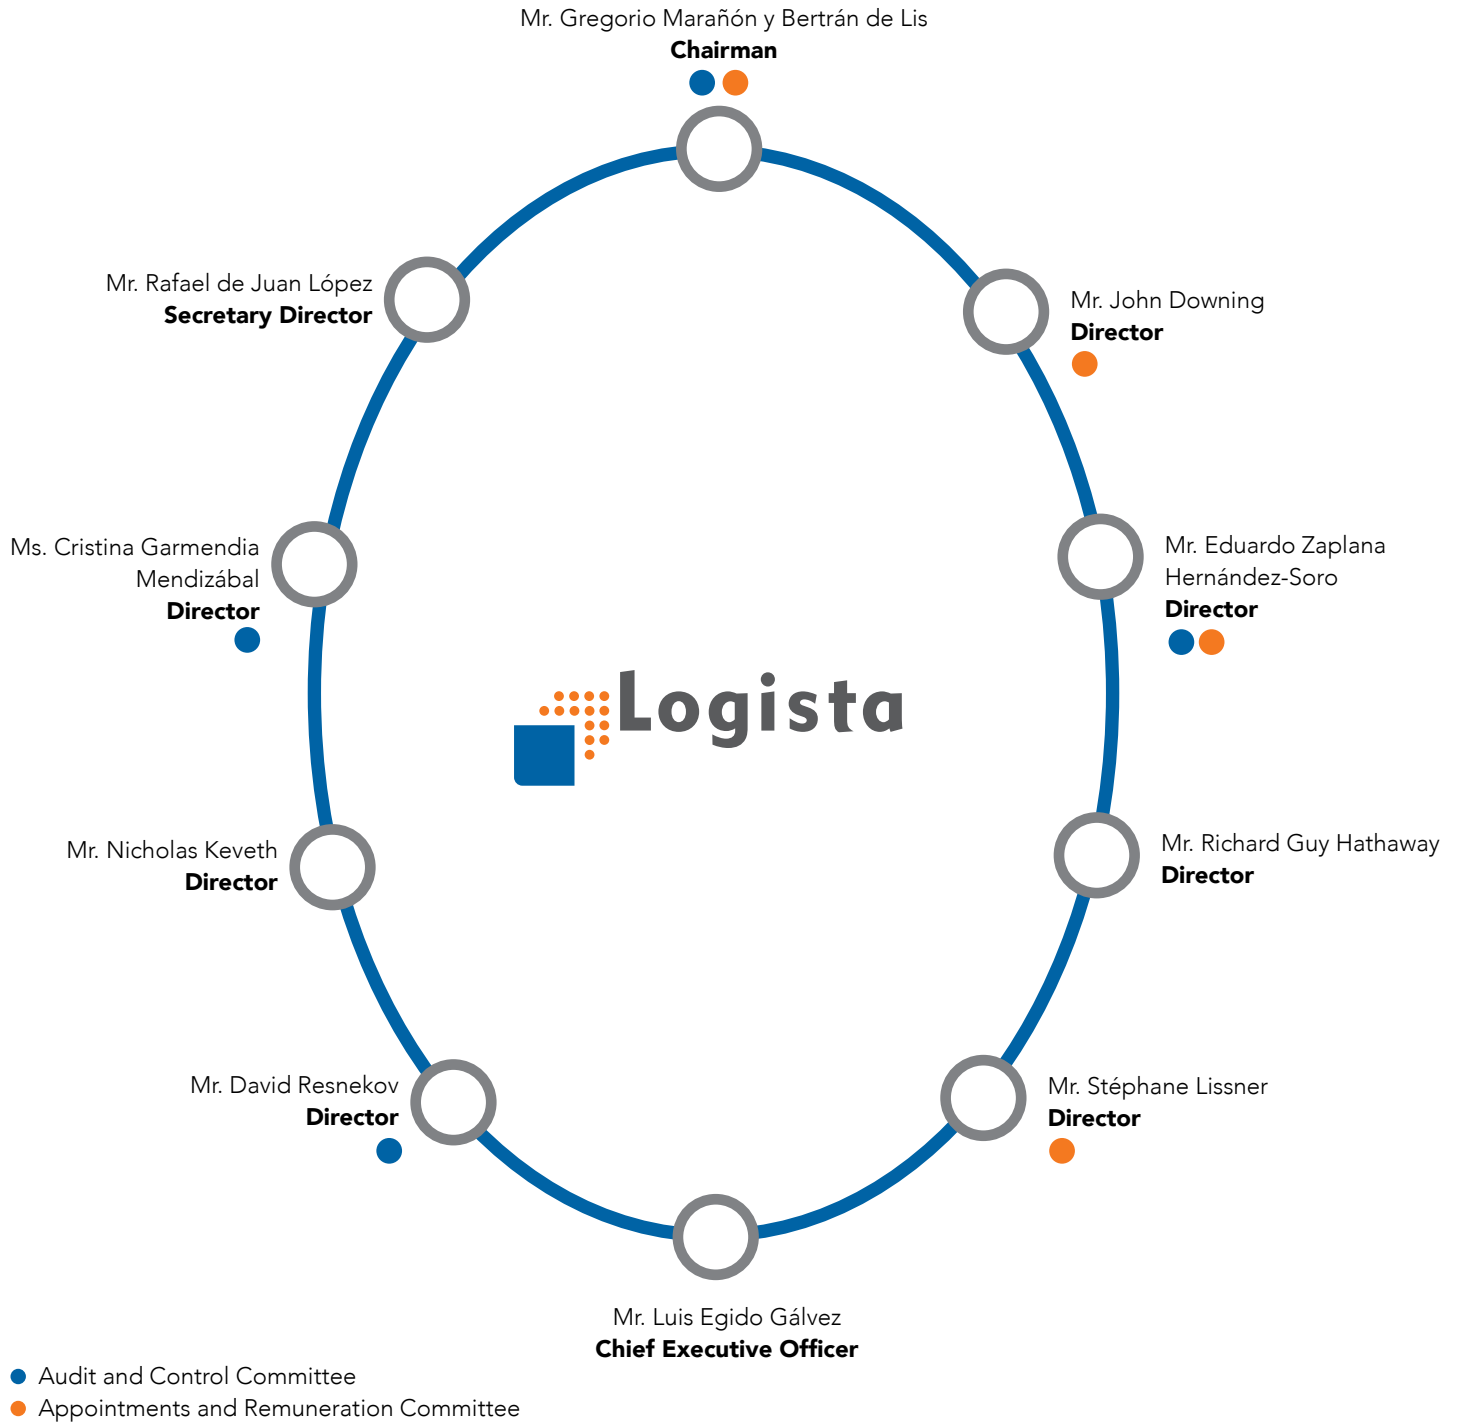 Mr. Gregorio Marañón y Bertrán de Lis
Chairman
Mr. Rafael de Juan López
Secretary Director
Mr. John Downing
Director
Ms. Cristina Garmendia
Mendizábal
Director
Mr. Eduardo Zaplana
Hernández-Soro
Director
Logista
Mr. Nicholas Keveth
Director
Mr. Richard Guy Hathaway
Director
Mr. David Resnekov
Director
Mr. Stéphane Lissner
Director
Mr. Luis Egido Gálvez
Chief Executive Officer
Audit and Control Committee
Appointments and Remuneration Committee